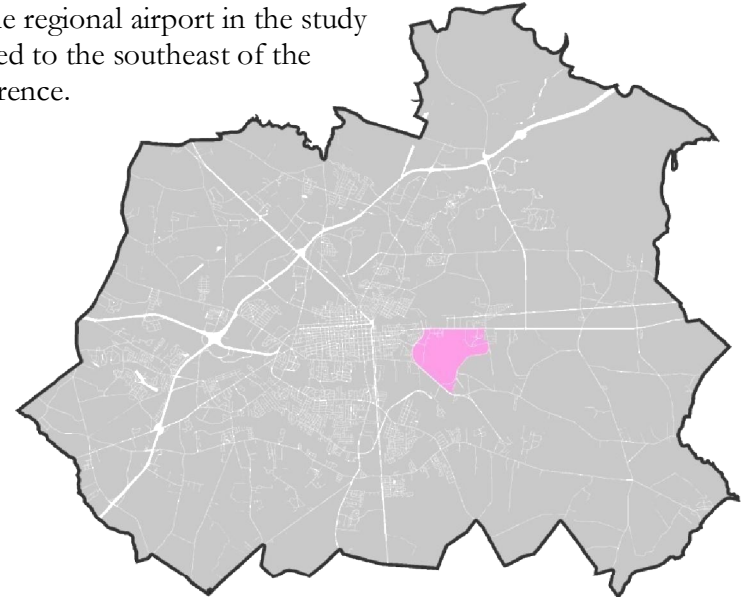 e regional airport in the study
ed to the southeast of the
rence.